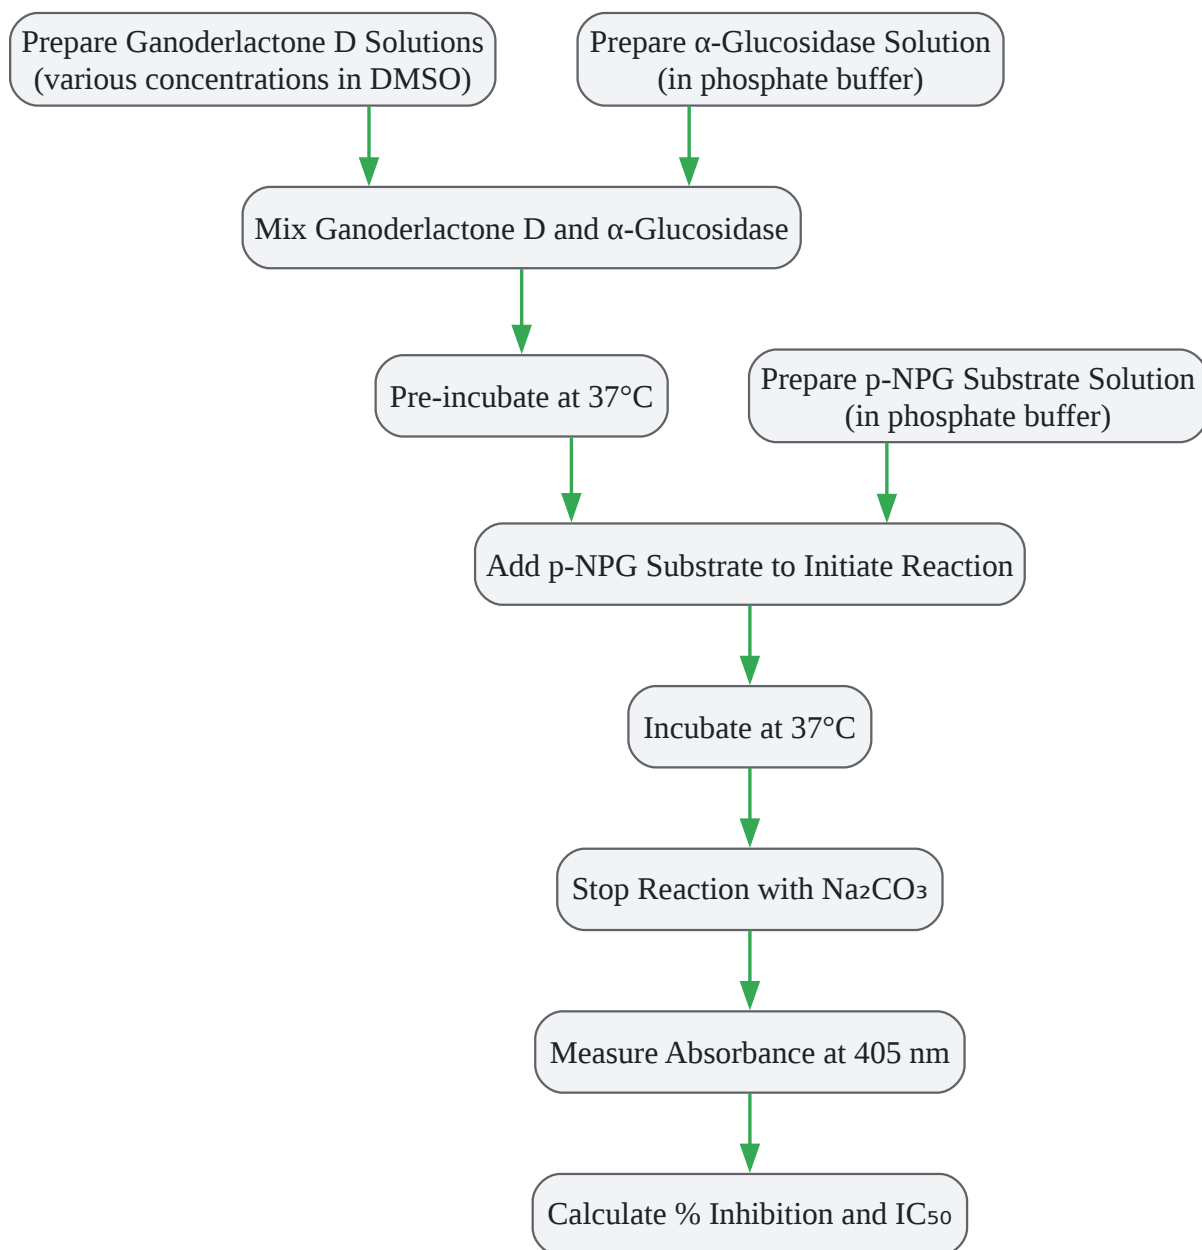 Prepare Ganoderlactone D Solutions
(various concentrations in DMSO)
Prepare α-Glucosidase Solution
(in phosphate buffer)
Mix Ganoderlactone D and α-Glucosidase
Pre-incubate at 37°C
Prepare p-NPG Substrate Solution
(in phosphate buffer)
Add p-NPG Substrate to Initiate Reaction
Incubate at 37°C
Stop Reaction with Na₂CO₃
Measure Absorbance at 405 nm
Calculate % Inhibition and IC₅₀